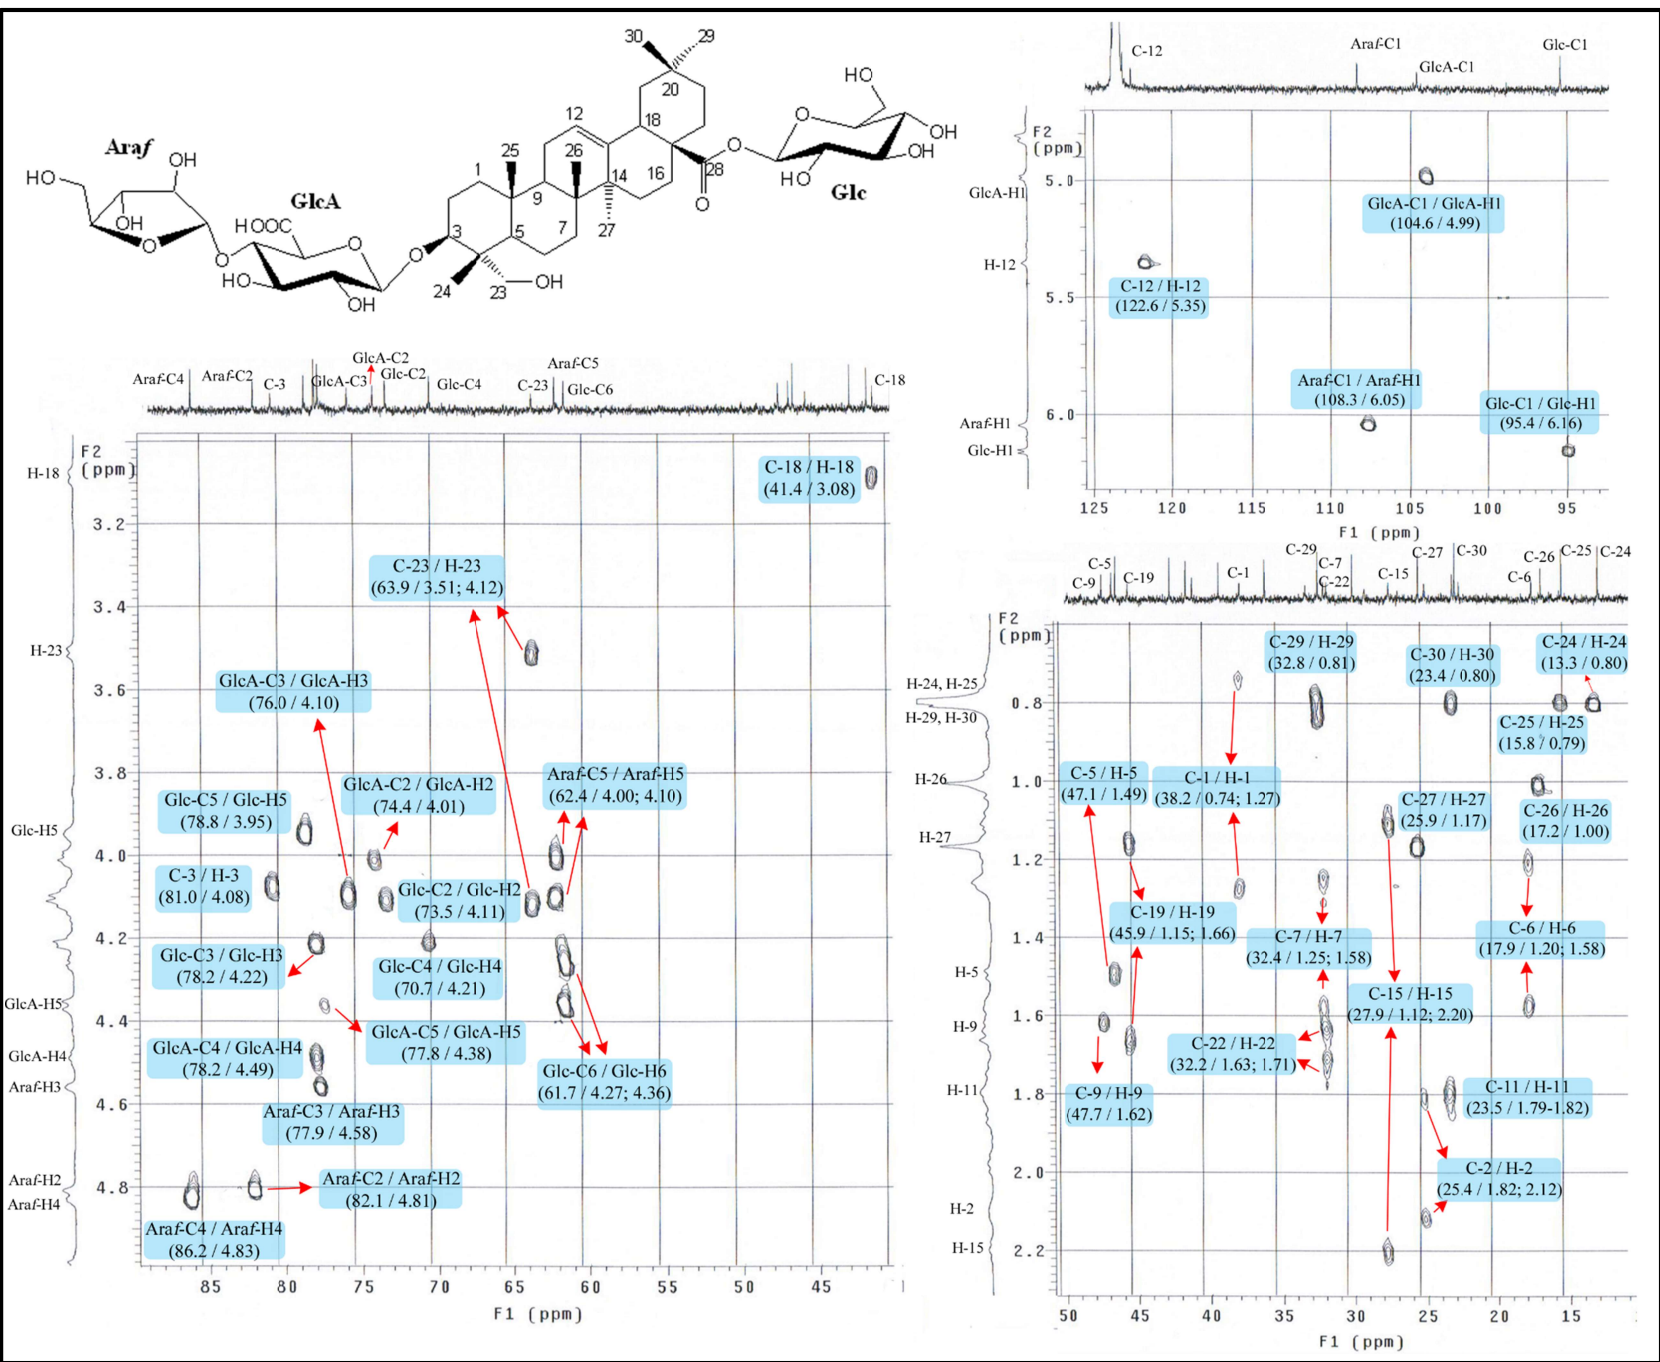 30
29
20
HO
12
18
OH
Araf
OH
25
26
28
OH
HO
1
14
16
O
HO
GlcA
9
Glc
OH
HOOC
3
5
7
27
O
O
O
HO
OH
24
23
OH
Araf-C4
Araf-C2
C-3
GlcA-C3
GlcA-C2
Glc-C2
Glc-C4
C-23
Araf-C5
Glc-C6
C-18
F2
(ppm)
H-18
H-23
Glc-H5
GlcA-H5
GlcA-H4
Araf-H3
Araf-H2
Araf-H4
3.2
3.4
3.6
3.8
4.0
4.2
4.4
4.6
4.8
C-18 / H-18
(41.4 / 3.08)
C-23 / H-23
(63.9 / 3.51; 4.12)
GlcA-C3 / GlcA-H3
(76.0 / 4.10)
GlcA-C2 / GlcA-H2
(74.4 / 4.01)
Araf-C5 / Araf-H5
(62.4 / 4.00; 4.10)
Glc-C5 / Glc-H5
(78.8 / 3.95)
C-3 / H-3
(81.0 / 4.08)
Glc-C2 / Glc-H2
(73.5 / 4.11)
Glc-C3 / Glc-H3
(78.2 / 4.22)
Glc-C4 / Glc-H4
(70.7 / 4.21)
GlcA-C5 / GlcA-H5
(77.8 / 4.38)
GlcA-C4 / GlcA-H4
(78.2 / 4.49)
Glc-C6 / Glc-H6
(61.7 / 4.27; 4.36)
Araf-C3 / Araf-H3
(77.9 / 4.58)
Araf-C2 / Araf-H2
(82.1 / 4.81)
Araf-C4 / Araf-H4
(86.2 / 4.83)
85 80 75 70 65 60 55 50 45
F1 (ppm)
C-12
Araf-C1
GlcA-C1
Glc-C1
F2
(ppm)
GlcA-H1
H-12
Araf-H1
Glc-H1
5.0
5.5
6.0
GlcA-C1 / GlcA-H1
(104.6 / 4.99)
C-12 / H-12
(122.6 / 5.35)
Araf-C1 / Araf-H1
(108.3 / 6.05)
Glc-C1 / Glc-H1
(95.4 / 6.16)
125 120 115 110 105 100 95
F1 (ppm)
C-9
C-5
C-19
C-1
C-29
C-7
C-22
C-15
C-27
C-30
C-6
C-26
C-25
C-24
F2
(ppm)
H-24, H-25
H-29, H-30
H-26
H-27
H-5
H-9
H-11
H-2
H-15
0.8
1.0
1.2
1.4
1.6
1.8
2.0
2.2
C-29 / H-29
(32.8 / 0.81)
C-30 / H-30
(23.4 / 0.80)
C-24 / H-24
(13.3 / 0.80)
C-25 / H-25
(15.8 / 0.79)
C-5 / H-5
(47.1 / 1.49)
C-1 / H-1
(38.2 / 0.74; 1.27)
C-27 / H-27
(25.9 / 1.17)
C-26 / H-26
(17.2 / 1.00)
C-19 / H-19
(45.9 / 1.15; 1.66)
C-7 / H-7
(32.4 / 1.25; 1.58)
C-6 / H-6
(17.9 / 1.20; 1.58)
C-15 / H-15
(27.9 / 1.12; 2.20)
C-22 / H-22
(32.2 / 1.63; 1.71)
C-9 / H-9
(47.7 / 1.62)
C-11 / H-11
(23.5 / 1.79-1.82)
C-2 / H-2
(25.4 / 1.82; 2.12)
50 45 40 35 30 25 20 15
F1 (ppm)